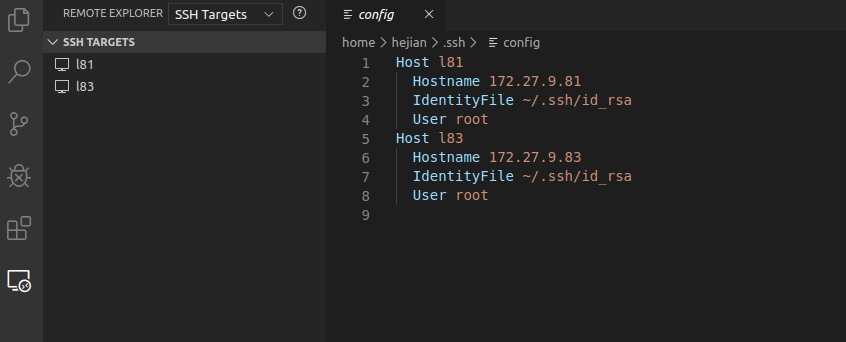 REMOTE EXPLORER SSH Targets
SSH TARGETS
l81
l83
config
home > hejian > .ssh > config
1 Host l81
2 Hostname 172.27.9.81
3 IdentityFile ~/.ssh/id_rsa
4 User root
5 Host l83
6 Hostname 172.27.9.83
7 IdentityFile ~/.ssh/id_rsa
8 User root
9